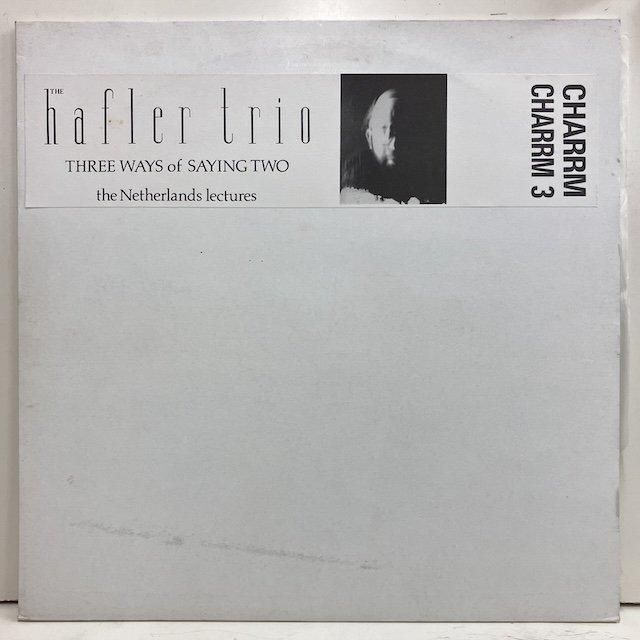 THE
hafler trio
THREE WAYS of SAYING TWO
the Netherlands lectures
CHARRM
CHARRM 3